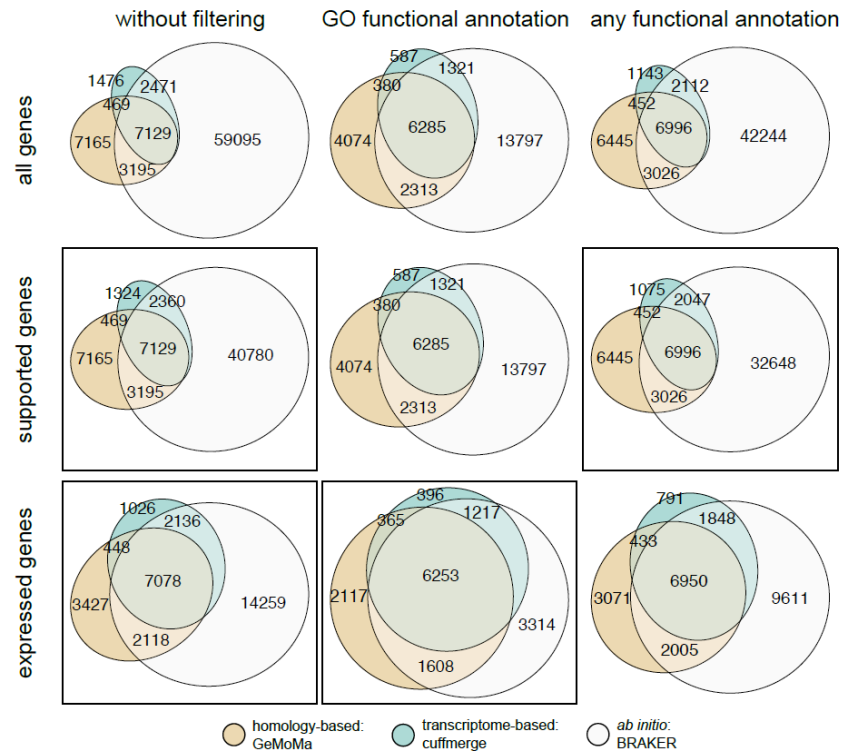 without filtering GO functional annotation any functional annotation
all genes
1476 2471
469
7165 7129 59095
3195
587 1321
380
4074 6285 13797
2313
1143 2112
452
6445 6996 42244
3026
supported genes
1324 2360
469
7165 7129 40780
3195
587 1321
380
4074 6285 13797
2313
1075 2047
452
6445 6996 32648
3026
expressed genes
1026 2136
448
3427 7078 14259
2118
396 1217
365
2117 6253 3314
1608
791 1848
433
3071 6950 9611
2005
homology-based:
GeMoMa
transcriptome-based:
cuffmerge
ab initio:
BRAKER